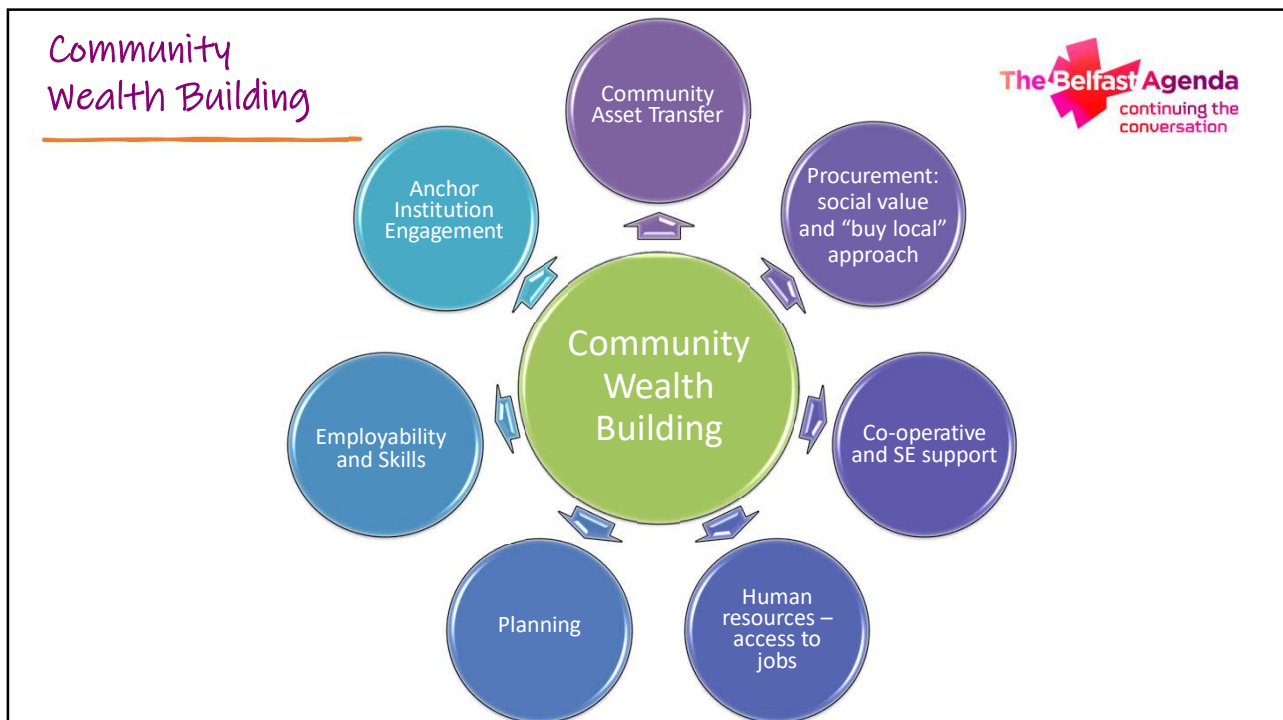 Community
Wealth Building
The Belfast Agenda
continuing the
conversation
Community
Asset Transfer
Procurement:
social value
and “buy local”
approach
Co-operative
and SE support
Human
resources –
access to
jobs
Planning
Employability
and Skills
Anchor
Institution
Engagement
Community
Wealth
Building